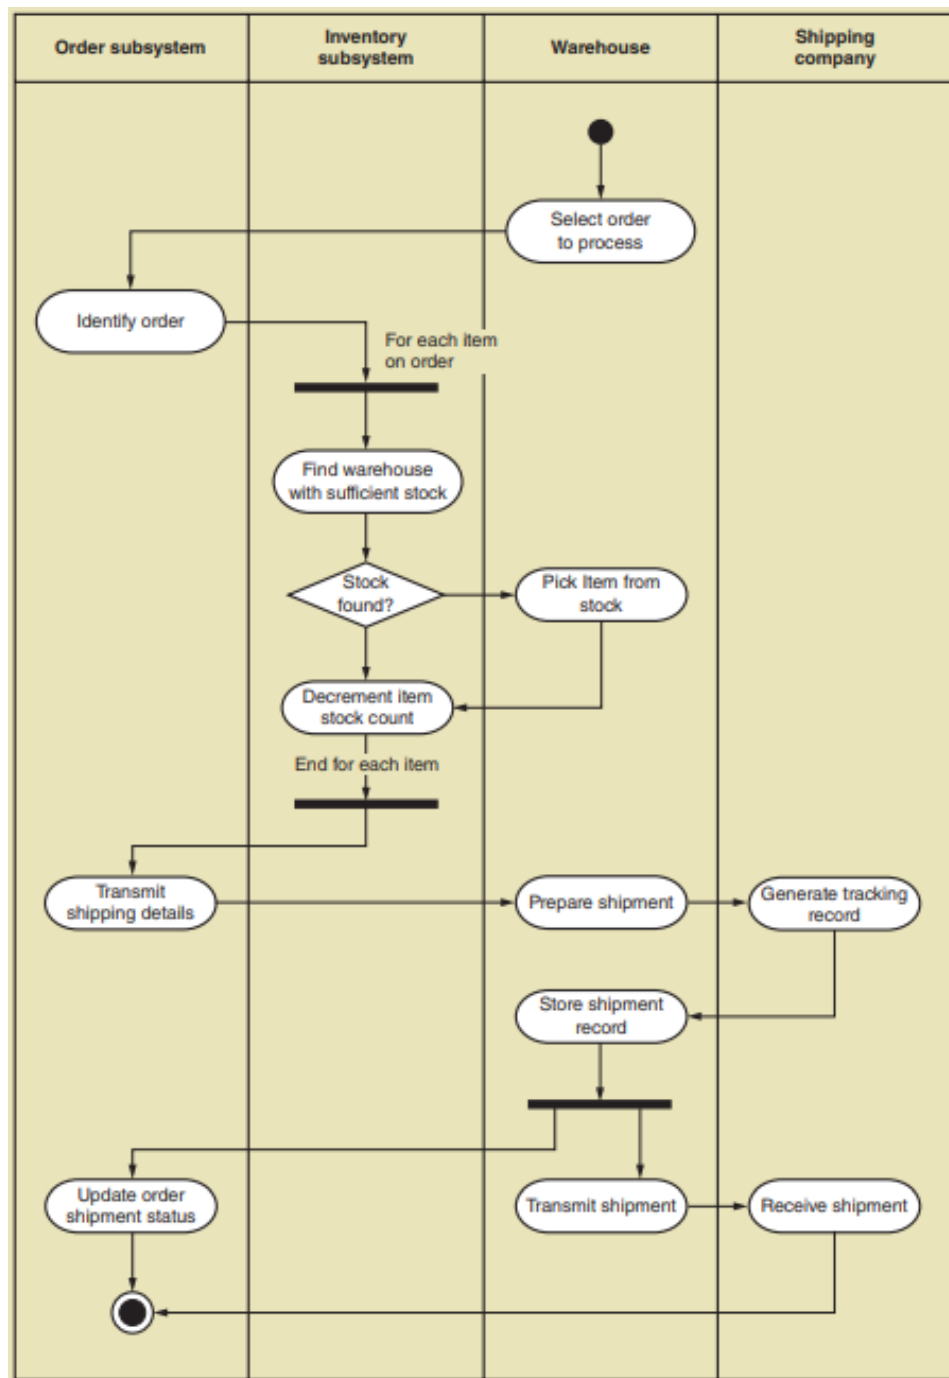 Order subsystem
Inventory
subsystem
Warehouse
Shipping
company
Select order
to process
Identify order
For each item
on order
Find warehouse
with sufficient stock
Stock
found?
Pick Item from
stock
Decrement item
stock count
End for each item
Transmit
shipping details
Prepare shipment
Generate tracking
record
Store shipment
record
Update order
shipment status
Transmit shipment
Receive shipment